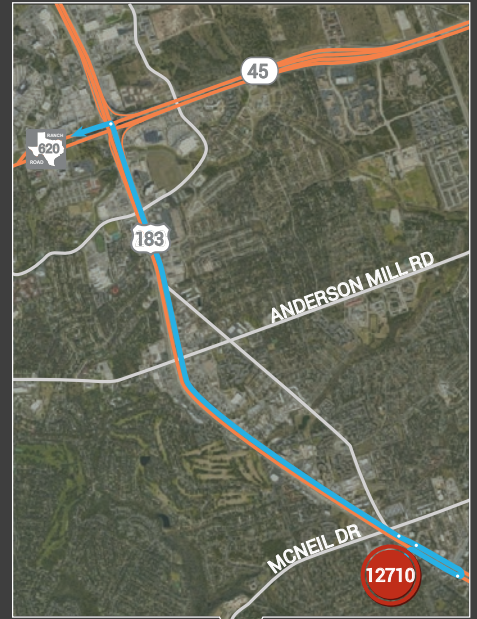 45
RANCH
620
ROAD
183
ANDERSON MILL RD
MCNEIL DR
12710